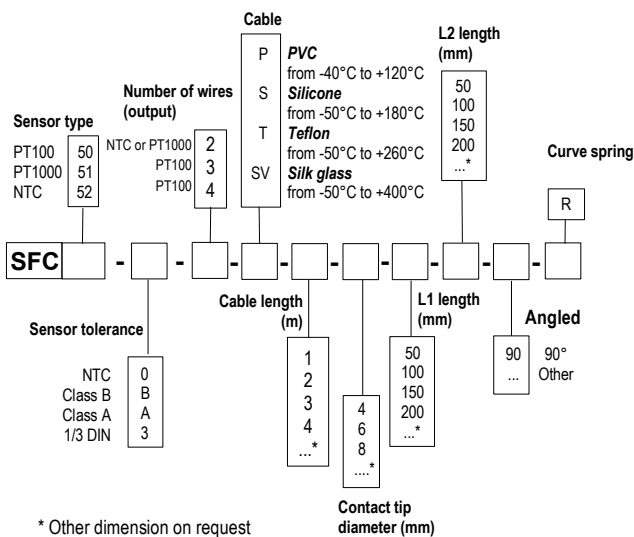 Cable
P PVC
from -40°C to +120°C
S Silicone
from -50°C to +180°C
T Teflon
from -50°C to +260°C
SV Silk glass
from -50°C to +400°C
L2 length
(mm)
50
100
150
200
...*
Number of wires
(output)
NTC or PT1000 2
PT100 3
PT100 4
Sensor type
PT100 50
PT1000 51
NTC 52
Curve spring
R
SFC - - - - - - - - -
Sensor tolerance
NTC 0
Class B B
Class A A
1/3 DIN 3
Cable length
(m)
1
2
3
4
...*
4
6
8
....*
Contact tip
diameter (mm)
L1 length
(mm)
50
100
150
200
...*
Angled
90 90°
... Other
* Other dimension on request